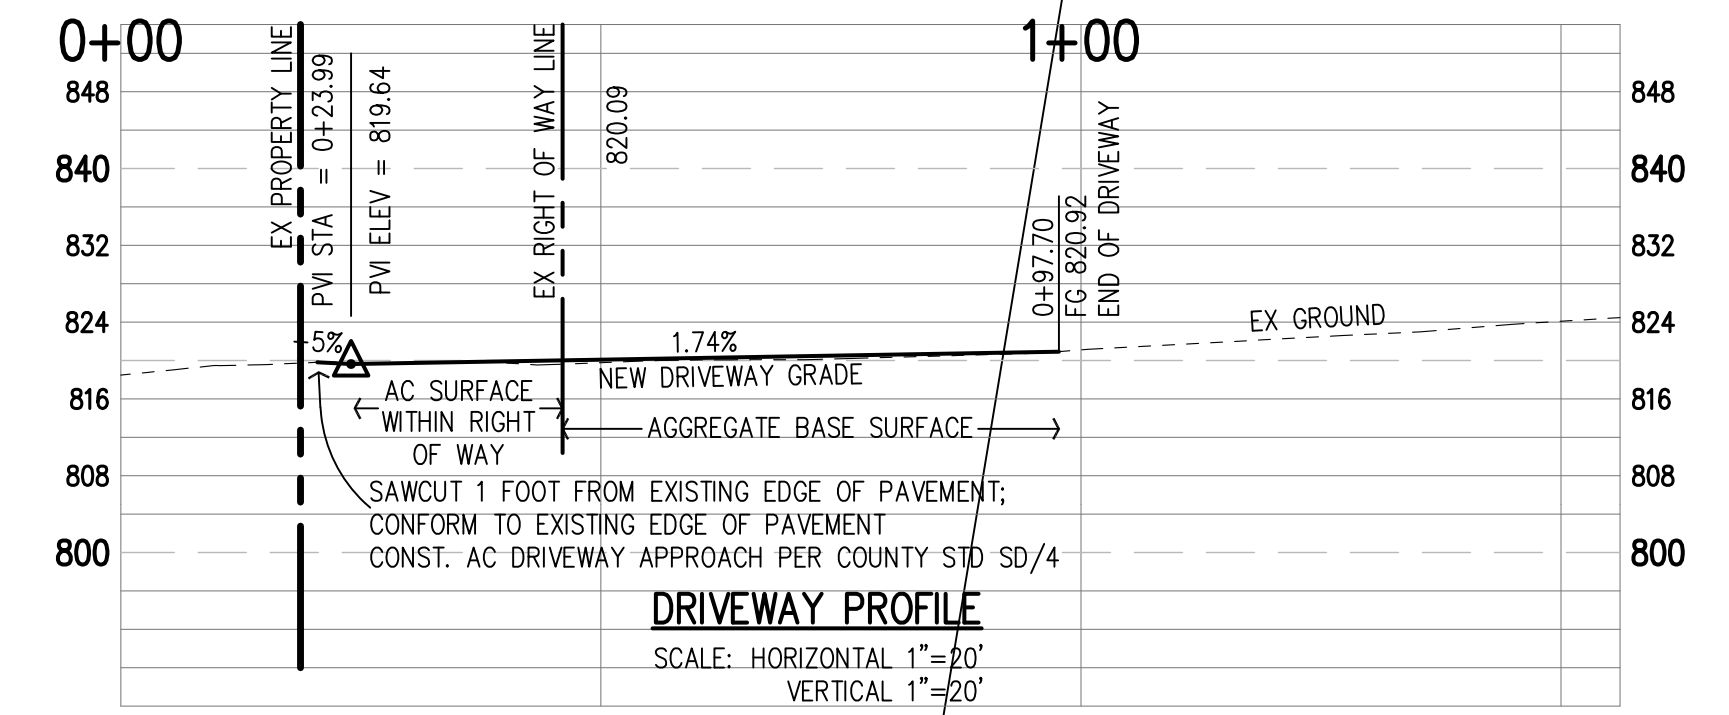 0+00
1+00
EX PROPERTY LINE
PVI STA = 0+23.99
PVI ELEV = 819.64
EX RIGHT OF WAY LINE
820.09
0+97.70
FG 820.92
END OF DRIVEWAY
848
840
832
824
816
808
800
848
840
832
824
816
808
800
-5%
1.74%
EX GROUND
NEW DRIVEWAY GRADE
AC SURFACE
WITHIN RIGHT
OF WAY
AGGREGATE BASE SURFACE
SAWCUT 1 FOOT FROM EXISTING EDGE OF PAVEMENT;
CONFORM TO EXISTING EDGE OF PAVEMENT
CONST. AC DRIVEWAY APPROACH PER COUNTY STD SD/4
DRIVEWAY PROFILE
SCALE: HORIZONTAL 1"=20'
VERTICAL 1"=20'